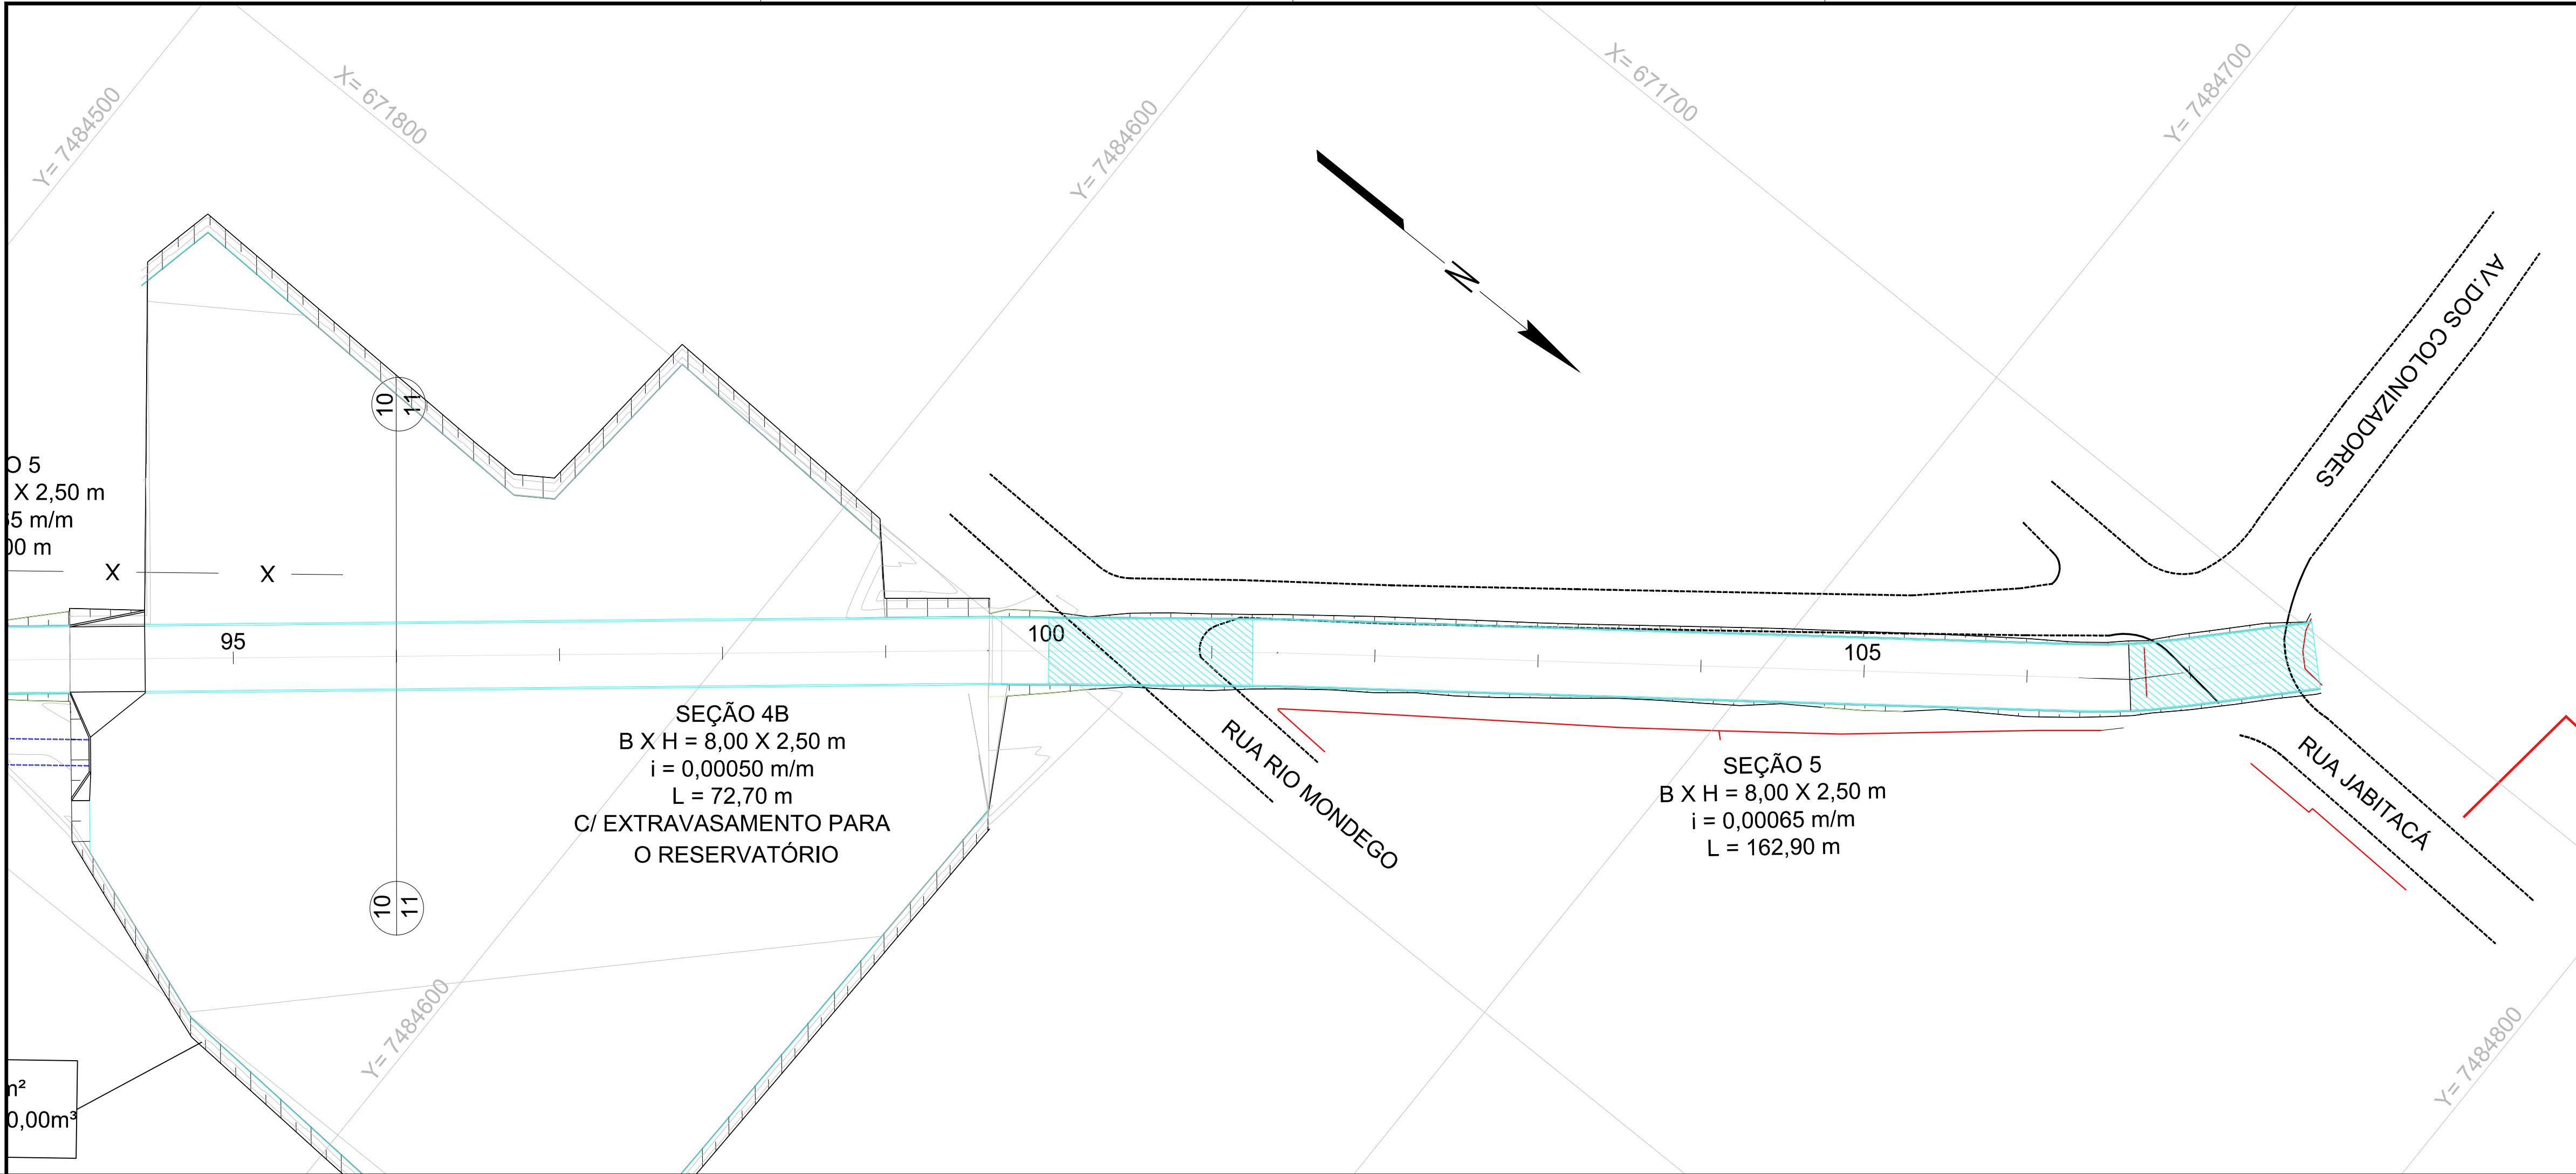 Y= 7484500
X= 671800
Y= 7484600
X= 671700
Y= 7484700
N
AV.DOS COLONIZADORES
10
11
O 5
X 2,50 m
5 m/m
00 m
X
X
95
100
105
SEÇÃO 4B
B X H = 8,00 X 2,50 m
i = 0,00050 m/m
L = 72,70 m
C/ EXTRAVASAMENTO PARA
O RESERVATÓRIO
RUA RIO MONDEGO
SEÇÃO 5
B X H = 8,00 X 2,50 m
i = 0,00065 m/m
L = 162,90 m
RUA JABITACÁ
10
11
Y= 7484600
Y= 7484800
m²
0,00m³